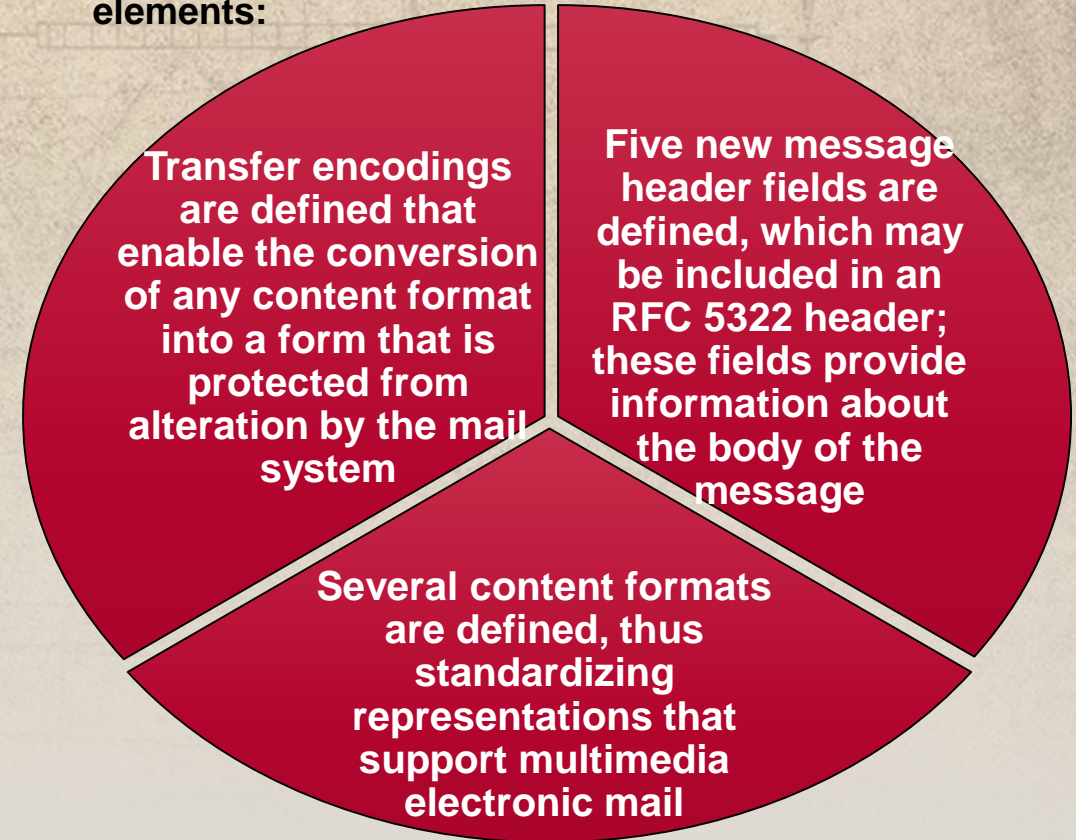 elements:
Transfer encodings
are defined that
enable the conversion
of any content format
into a form that is
protected from
alteration by the mail
system
Five new message
header fields are
defined, which may
be included in an
RFC 5322 header;
these fields provide
information about
the body of the
message
Several content formats
are defined, thus
standardizing
representations that
support multimedia
electronic mail